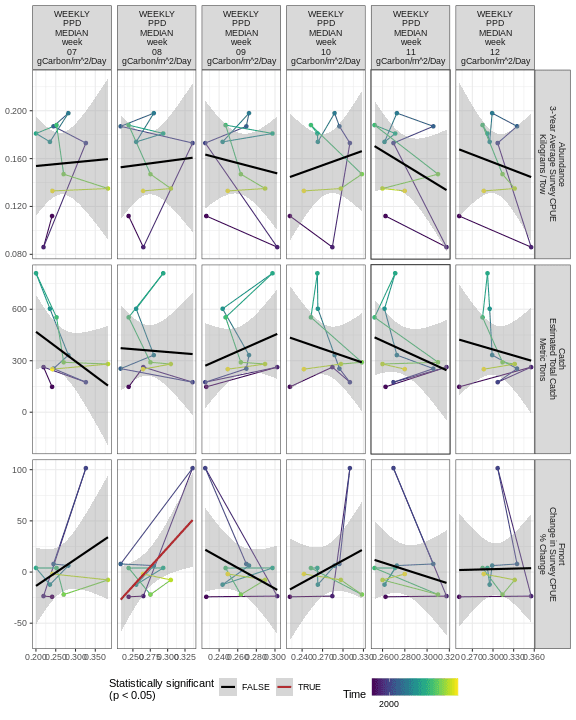 WEEKLY PPD MEDIAN week 07 gCarbon/m^2/Day
WEEKLY PPD MEDIAN week 08 gCarbon/m^2/Day
WEEKLY PPD MEDIAN week 09 gCarbon/m^2/Day
WEEKLY PPD MEDIAN week 10 gCarbon/m^2/Day
WEEKLY PPD MEDIAN week 11 gCarbon/m^2/Day
WEEKLY PPD MEDIAN week 12 gCarbon/m^2/Day
0.200
0.160
0.120
0.080
Abundance
3-Year Average Survey CPUE
Kilograms/Tow
600
300
0
Catch
Estimated Total Catch
Metric Tons
100
50
0
-50
Fmort
Change in Survey CPUE
% Change
0.200 0.250 0.300 0.350
0.250 0.275 0.300 0.325
0.240 0.260 0.280 0.300
0.240 0.270 0.300 0.330
0.260 0.280 0.300 0.320
0.270 0.300 0.330 0.360
Statistically significant
(p < 0.05)
FALSE
TRUE
Time
2000